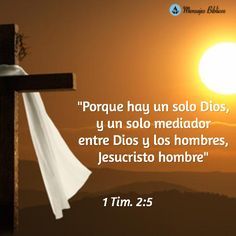 Mensajes Bíblicos
"Porque hay un solo Dios,
y un solo mediador
entre Dios y los hombres,
Jesucristo hombre"
1 Tim. 2:5